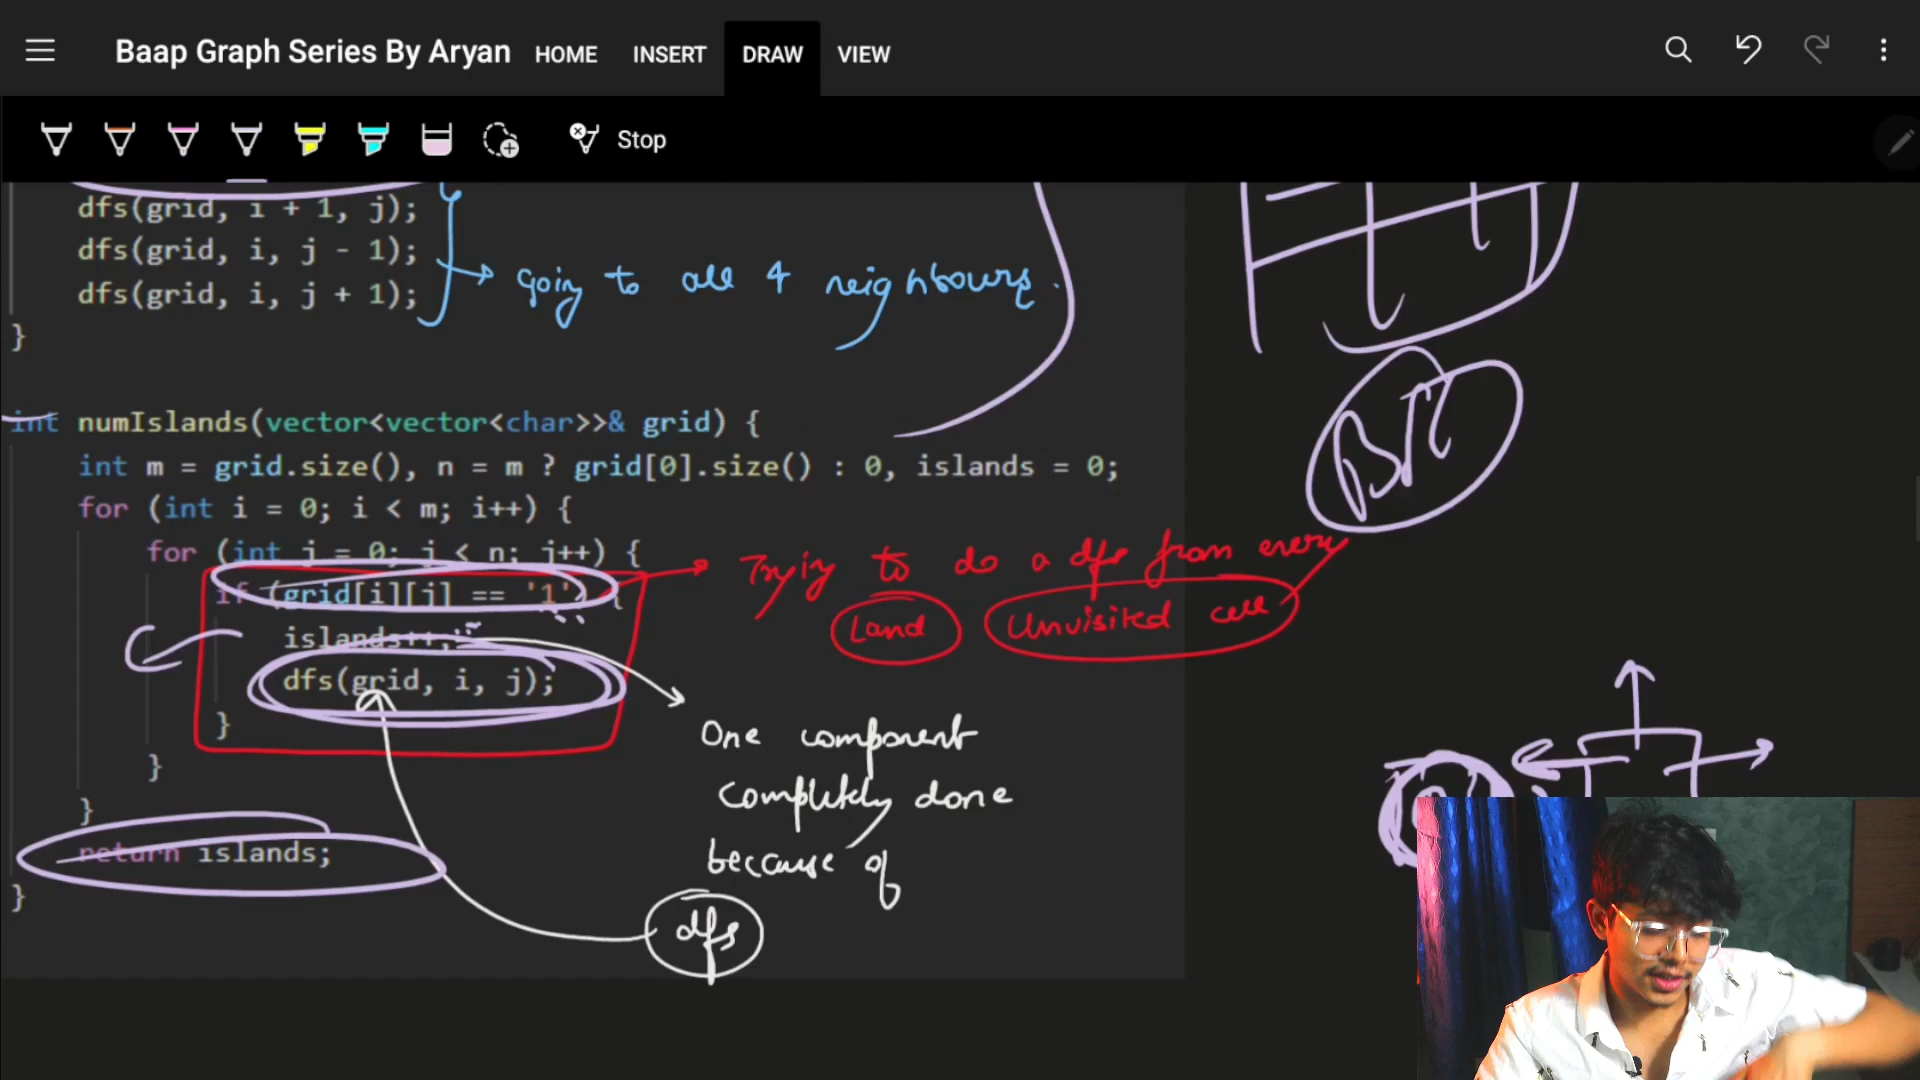 Baap Graph Series By Aryan HOME INSERT DRAW VIEW
Stop
dfs(grid, i + 1, j);
dfs(grid, i, j - 1);
dfs(grid, i, j + 1);
going to all 4 neighbours.
}
int numIslands(vector<vector<char>>& grid) {
int m = grid.size(), n = m ? grid[0].size() : 0, islands = 0;
for (int i = 0; i < m; i++) {
for (int j = 0; j < n; j++) {
if (grid[i][j] == '1') {
islands++;
dfs(grid, i, j);
}
}
}
return islands;
}
Trying to do a dfs from every
Land Unvisited cell
One component
completely done
because of
dfs